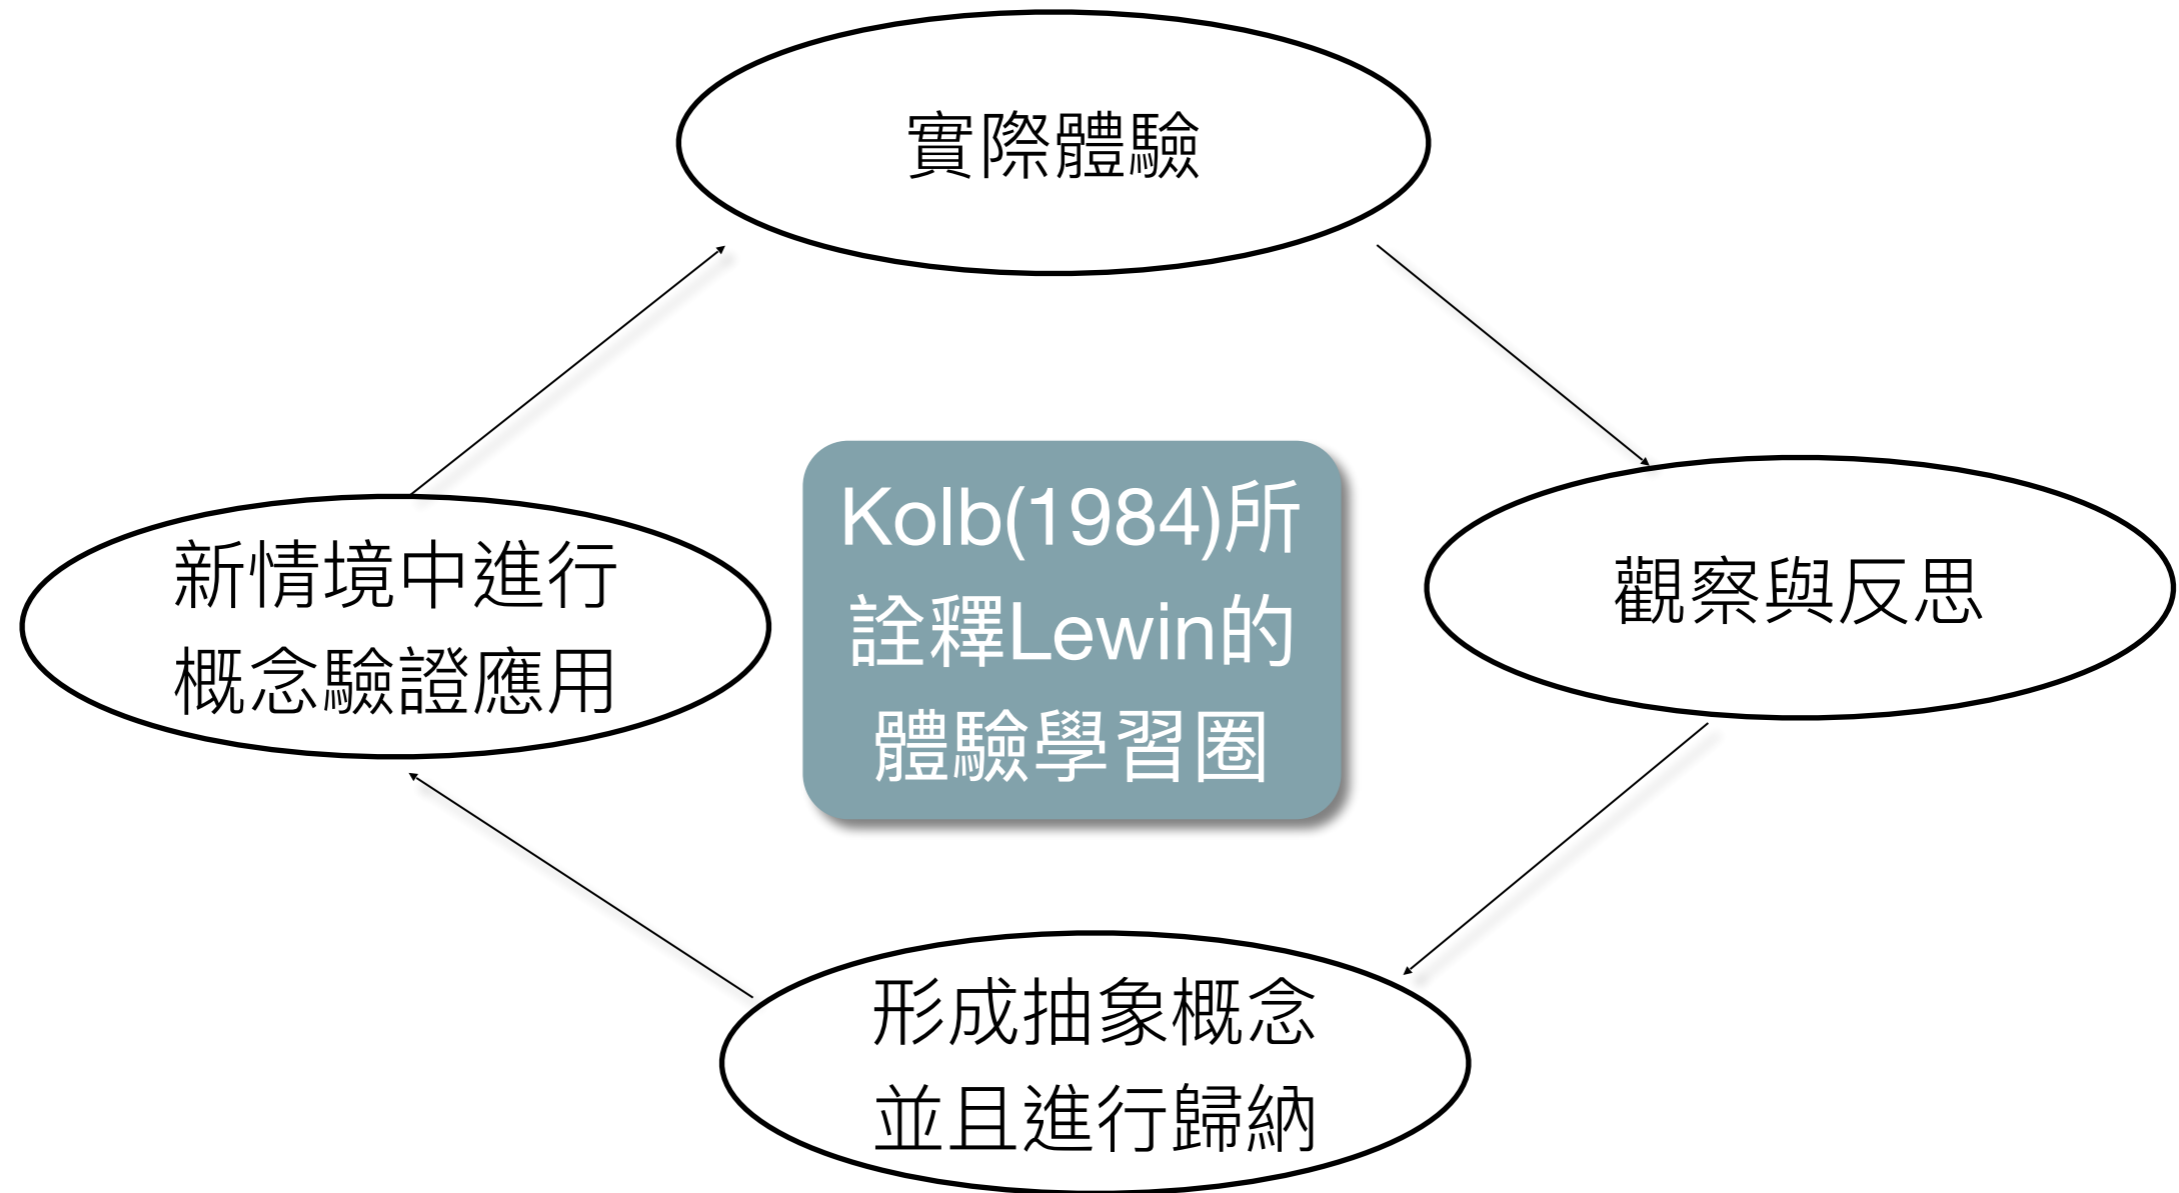 實際體驗
新情境中進行
概念驗證應用
Kolb(1984)所
詮釋Lewin的
體驗學習圈
觀察與反思
形成抽象概念
並且進行歸納